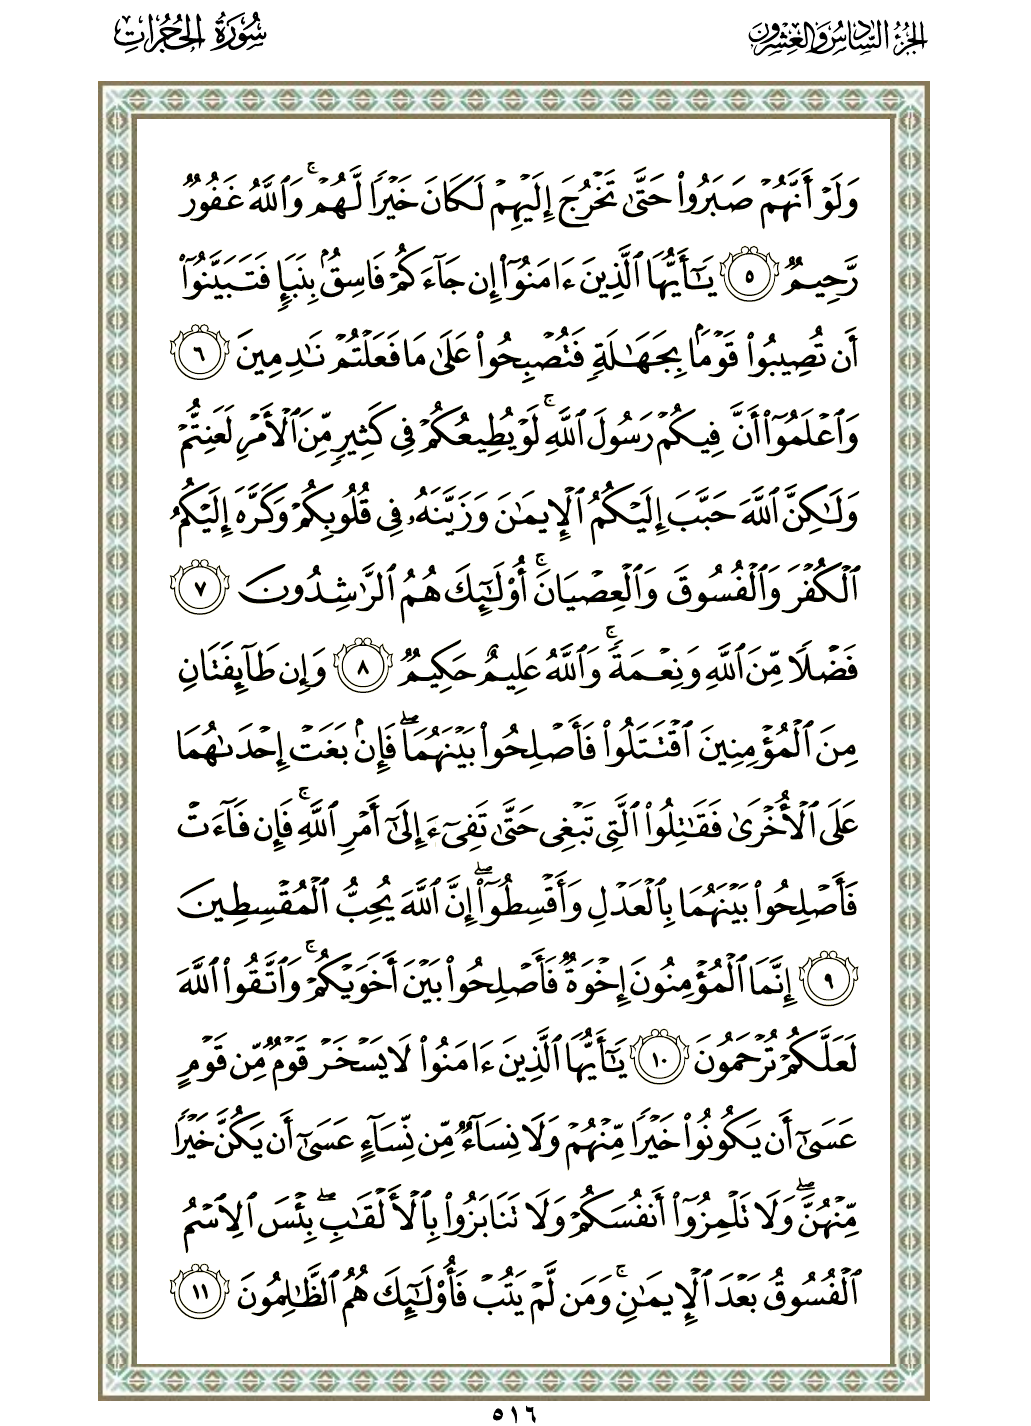 الجزء السادس والعشرون
سورة الحجرات
وَلَوْ أَنَّهُمْ صَبَرُوا۟ حَتَّىٰ تَخْرُجَ إِلَيْهِمْ لَكَانَ خَيْرًا لَّهُمْ ۚ وَٱللَّهُ غَفُورٌ
رَّحِيمٌ ٥ يَـٰٓأَيُّهَا ٱلَّذِينَ ءَامَنُوٓا۟ إِن جَآءَكُمْ فَاسِقٌۢ بِنَبَإٍ فَتَبَيَّنُوٓا۟
أَن تُصِيبُوا۟ قَوْمًۢا بِجَهَـٰلَةٍ فَتُصْبِحُوا۟ عَلَىٰ مَا فَعَلْتُمْ نَـٰدِمِينَ ٦
وَٱعْلَمُوٓا۟ أَنَّ فِيكُمْ رَسُولَ ٱللَّهِ ۚ لَوْ يُطِيعُكُمْ فِى كَثِيرٍ مِّنَ ٱلْأَمْرِ لَعَنِتُّمْ
وَلَـٰكِنَّ ٱللَّهَ حَبَّبَ إِلَيْكُمُ ٱلْإِيمَـٰنَ وَزَيَّنَهُۥ فِى قُلُوبِكُمْ وَكَرَّهَ إِلَيْكُمُ
ٱلْكُفْرَ وَٱلْفُسُوقَ وَٱلْعِصْيَانَ ۚ أُو۟لَـٰٓئِكَ هُمُ ٱلرَّٰشِدُونَ ٧
فَضْلًا مِّنَ ٱللَّهِ وَنِعْمَةً ۚ وَٱللَّهُ عَلِيمٌ حَكِيمٌ ٨ وَإِن طَآئِفَتَانِ
مِنَ ٱلْمُؤْمِنِينَ ٱقْتَتَلُوا۟ فَأَصْلِحُوا۟ بَيْنَهُمَا ۖ فَإِنۢ بَغَتْ إِحْدَىٰهُمَا
عَلَى ٱلْأُخْرَىٰ فَقَـٰتِلُوا۟ ٱلَّتِى تَبْغِى حَتَّىٰ تَفِىٓءَ إِلَىٰٓ أَمْرِ ٱللَّهِ ۚ فَإِن فَآءَتْ
فَأَصْلِحُوا۟ بَيْنَهُمَا بِٱلْعَدْلِ وَأَقْسِطُوٓا۟ ۖ إِنَّ ٱللَّهَ يُحِبُّ ٱلْمُقْسِطِينَ
٩ إِنَّمَا ٱلْمُؤْمِنُونَ إِخْوَةٌ فَأَصْلِحُوا۟ بَيْنَ أَخَوَيْكُمْ ۚ وَٱتَّقُوا۟ ٱللَّهَ
لَعَلَّكُمْ تُرْحَمُونَ ١٠ يَـٰٓأَيُّهَا ٱلَّذِينَ ءَامَنُوا۟ لَا يَسْخَرْ قَوْمٌ مِّن قَوْمٍ
عَسَىٰٓ أَن يَكُونُوا۟ خَيْرًا مِّنْهُمْ وَلَا نِسَآءٌ مِّن نِّسَآءٍ عَسَىٰٓ أَن يَكُنَّ خَيْرًا
مِّنْهُنَّ ۖ وَلَا تَلْمِزُوٓا۟ أَنفُسَكُمْ وَلَا تَنَابَزُوا۟ بِٱلْأَلْقَـٰبِ ۖ بِئْسَ ٱلِٱسْمُ
ٱلْفُسُوقُ بَعْدَ ٱلْإِيمَـٰنِ ۚ وَمَن لَّمْ يَتُبْ فَأُو۟لَـٰٓئِكَ هُمُ ٱلظَّـٰلِمُونَ ١١
٥١٦